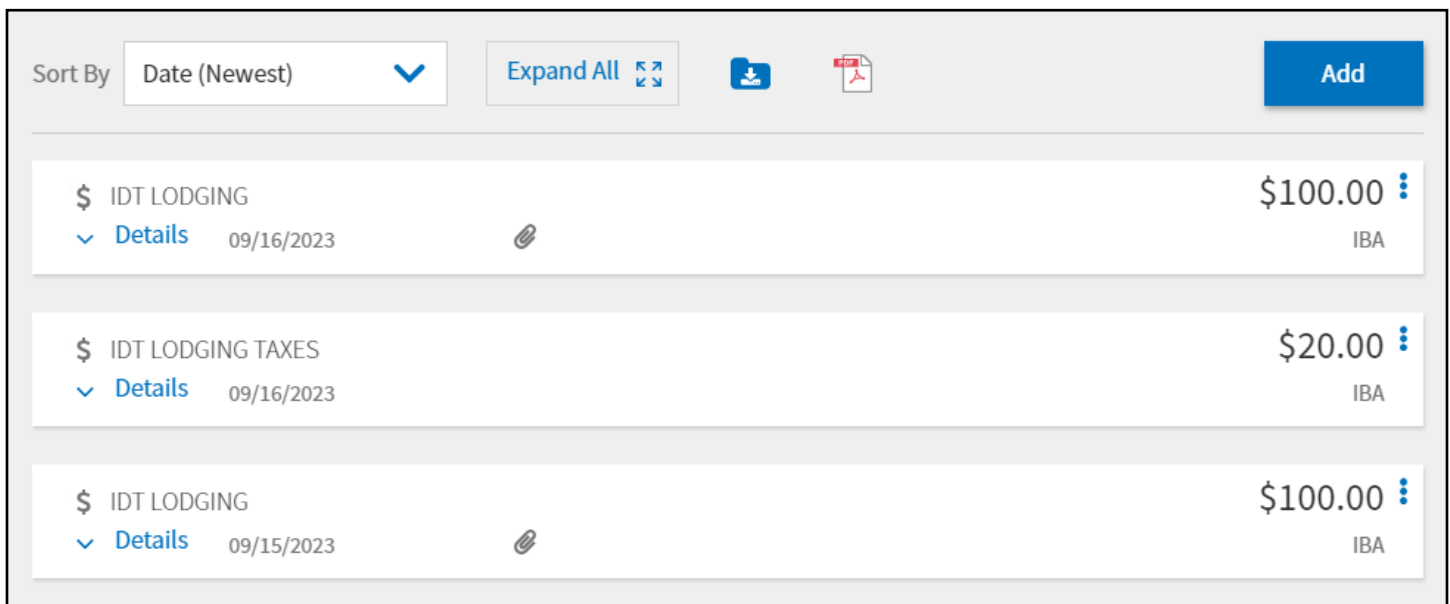 Sort By Date (Newest) Expand All PDF Add
$ IDT LODGING $100.00
Details 09/16/2023 IBA
$ IDT LODGING TAXES $20.00
Details 09/16/2023 IBA
$ IDT LODGING $100.00
Details 09/15/2023 IBA